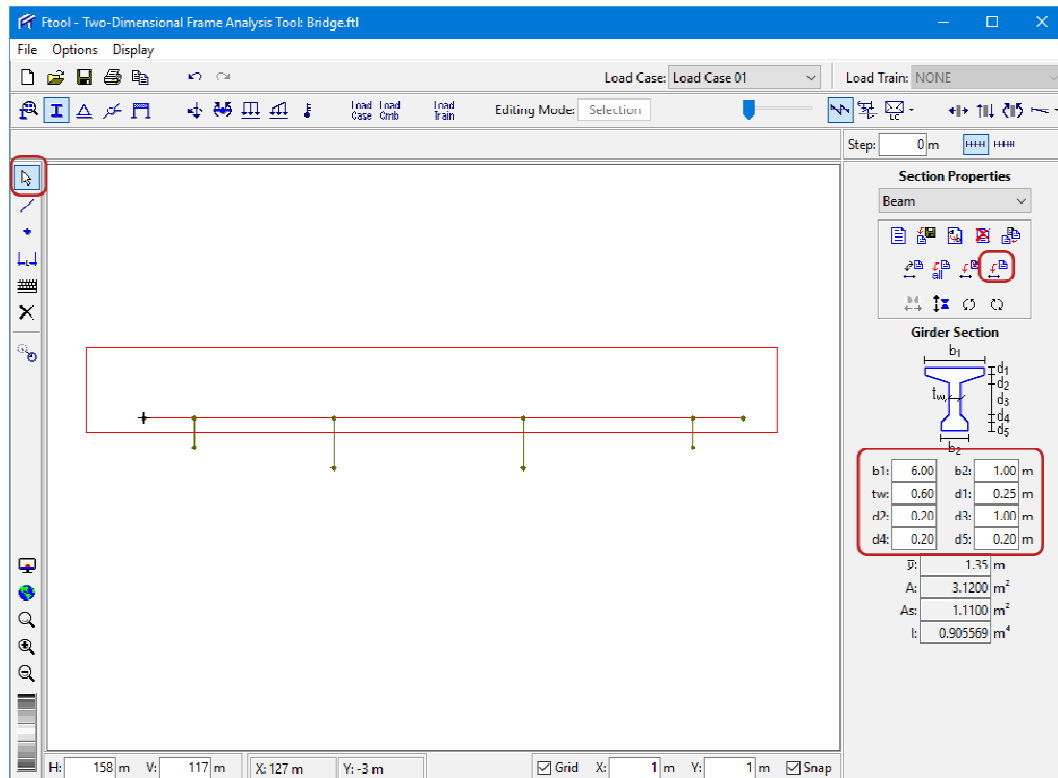 Ftool - Two-Dimensional Frame Analysis Tool: Bridge.ftl
File Options Display
Load Case: Load Case 01 Load Train: NONE
Load Case Load Cmb Load Train Editing Mode: Selection
Step: 0 m
Section Properties
Beam
all
Girder Section
b1
d1
d2
tw
d3
d4
d5
b2
b1: 6.00 b2: 1.00 m
tw: 0.60 d1: 0.25 m
d2: 0.20 d3: 1.00 m
d4: 0.20 d5: 0.20 m
y̅: 1.35 m
A: 3.1200 m²
As: 1.1100 m²
I: 0.905569 m⁴
H: 158 m V: 117 m X: 127 m Y: -3 m Grid X: 1 m Y: 1 m Snap